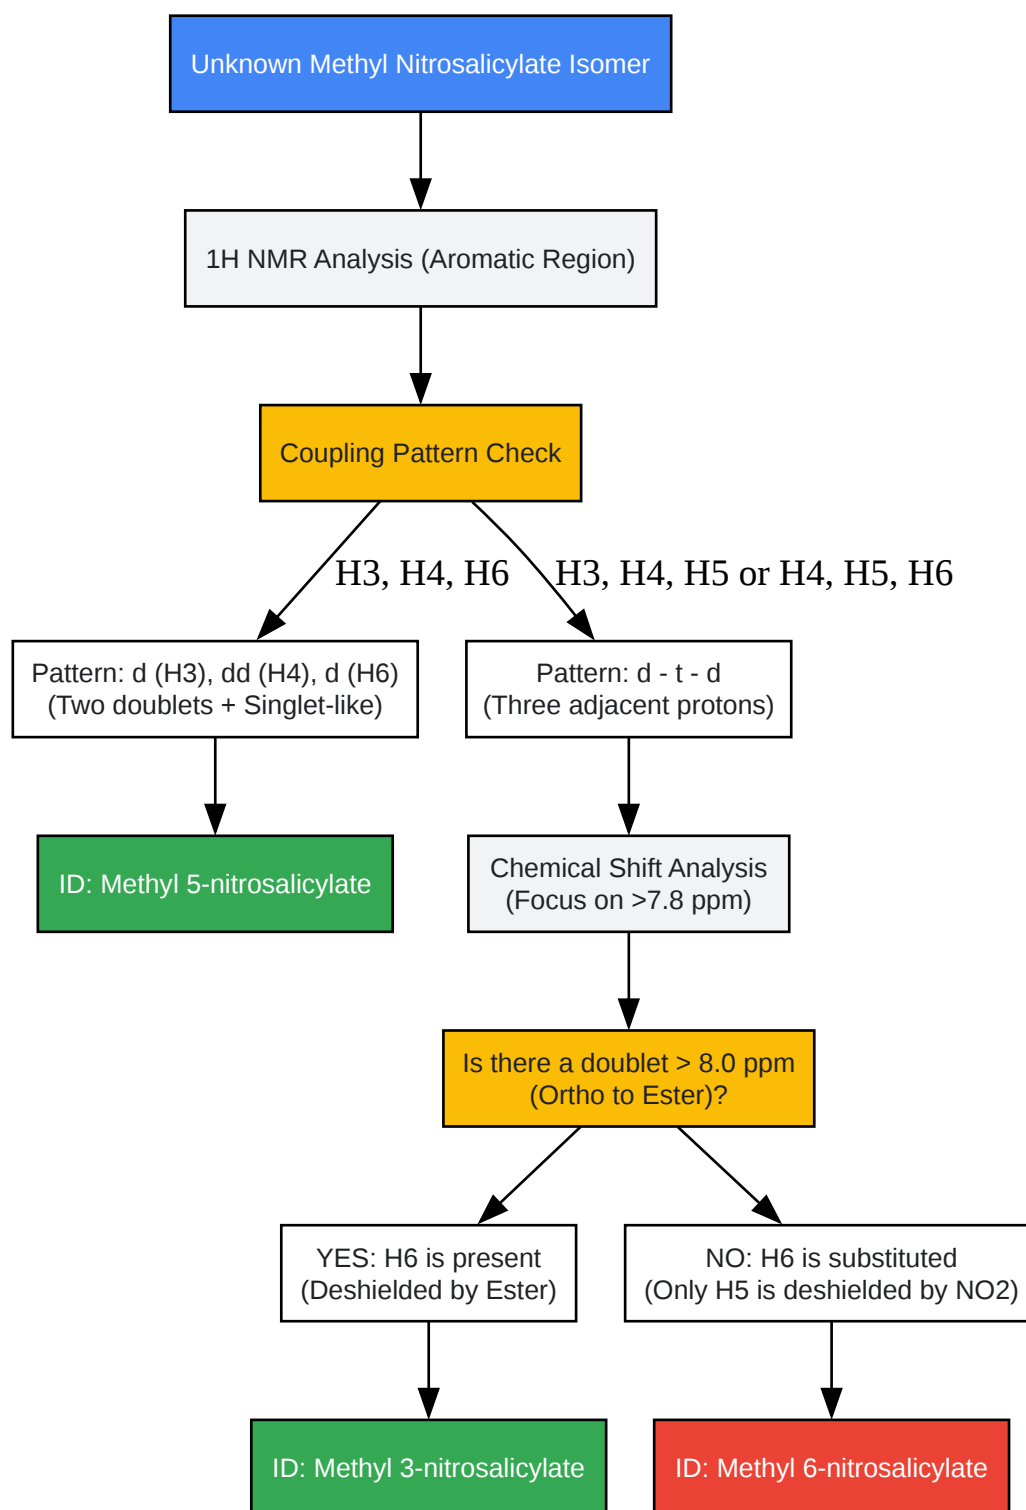 Unknown Methyl Nitrosalicylate Isomer
1H NMR Analysis (Aromatic Region)
Coupling Pattern Check
H3, H4, H6
H3, H4, H5 or H4, H5, H6
Pattern: d (H3), dd (H4), d (H6)
(Two doublets + Singlet-like)
Pattern: d - t - d
(Three adjacent protons)
ID: Methyl 5-nitrosalicylate
Chemical Shift Analysis
(Focus on >7.8 ppm)
Is there a doublet > 8.0 ppm
(Ortho to Ester)?
YES: H6 is present
(Deshielded by Ester)
NO: H6 is substituted
(Only H5 is deshielded by NO2)
ID: Methyl 3-nitrosalicylate
ID: Methyl 6-nitrosalicylate